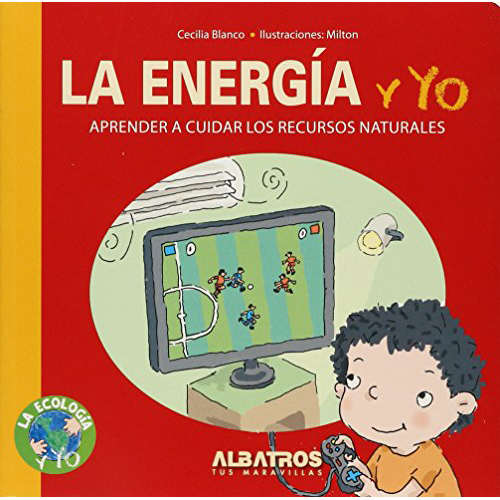 Cecilia Blanco • Ilustraciones: Milton
LA ENERGÍA y YO
APRENDER A CUIDAR LOS RECURSOS NATURALES
LA ECOLOGÍA
y YO
ALBATROS
TUS MARAVILLAS